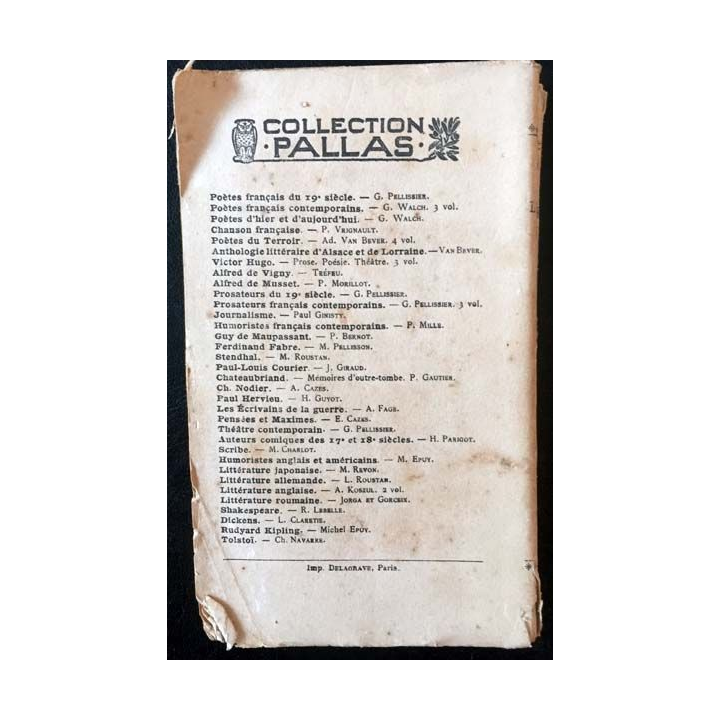 COLLECTION
· PALLAS ·
Poètes français du 19e siècle. — G. Pellissier.
Poètes français contemporains. — G. Walch. 3 vol.
Poètes d'hier et d'aujourd'hui. — G. Walch.
Chanson française. — P. Vrignault.
Poètes du Terroir. — Ad. Van Bever. 4 vol.
Anthologie littéraire d'Alsace et de Lorraine. — Van Bever.
Victor Hugo. — Prose. Poésie. Théâtre. 3 vol.
Alfred de Vigny. — Tréfeu.
Alfred de Musset. — P. Morillot.
Prosateurs du 19e siècle. — G. Pellissier.
Prosateurs français contemporains. — G. Pellissier. 3 vol.
Journalisme. — Paul Ginisty.
Humoristes français contemporains. — P. Mille.
Guy de Maupassant. — P. Bernot.
Ferdinand Fabre. — M. Pellisson.
Stendhal. — M. Roustan.
Paul-Louis Courier. — J. Giraud.
Chateaubriand. — Mémoires d'outre-tombe. P. Gautier.
Ch. Nodier. — A. Cazes.
Paul Hervieu. — H. Guyot.
Les Écrivains de la guerre. — A. Fage.
Pensées et Maximes. — E. Cazes.
Théâtre contemporain. — G. Pellissier.
Auteurs comiques des 17e et 18e siècles. — H. Parigot.
Scribe. — M. Charlot.
Humoristes anglais et américains. — M. Epuy.
Littérature japonaise. — M. Revon.
Littérature allemande. — L. Roustan.
Littérature anglaise. — A. Koszul. 2 vol.
Littérature roumaine. — Jorga et Gorceix.
Shakespeare. — R. Lebelle.
Dickens. — L. Claretie.
Rudyard Kipling. — Michel Epuy.
Tolstoï. — Ch. Navarre.
Imp. Delagrave, Paris.